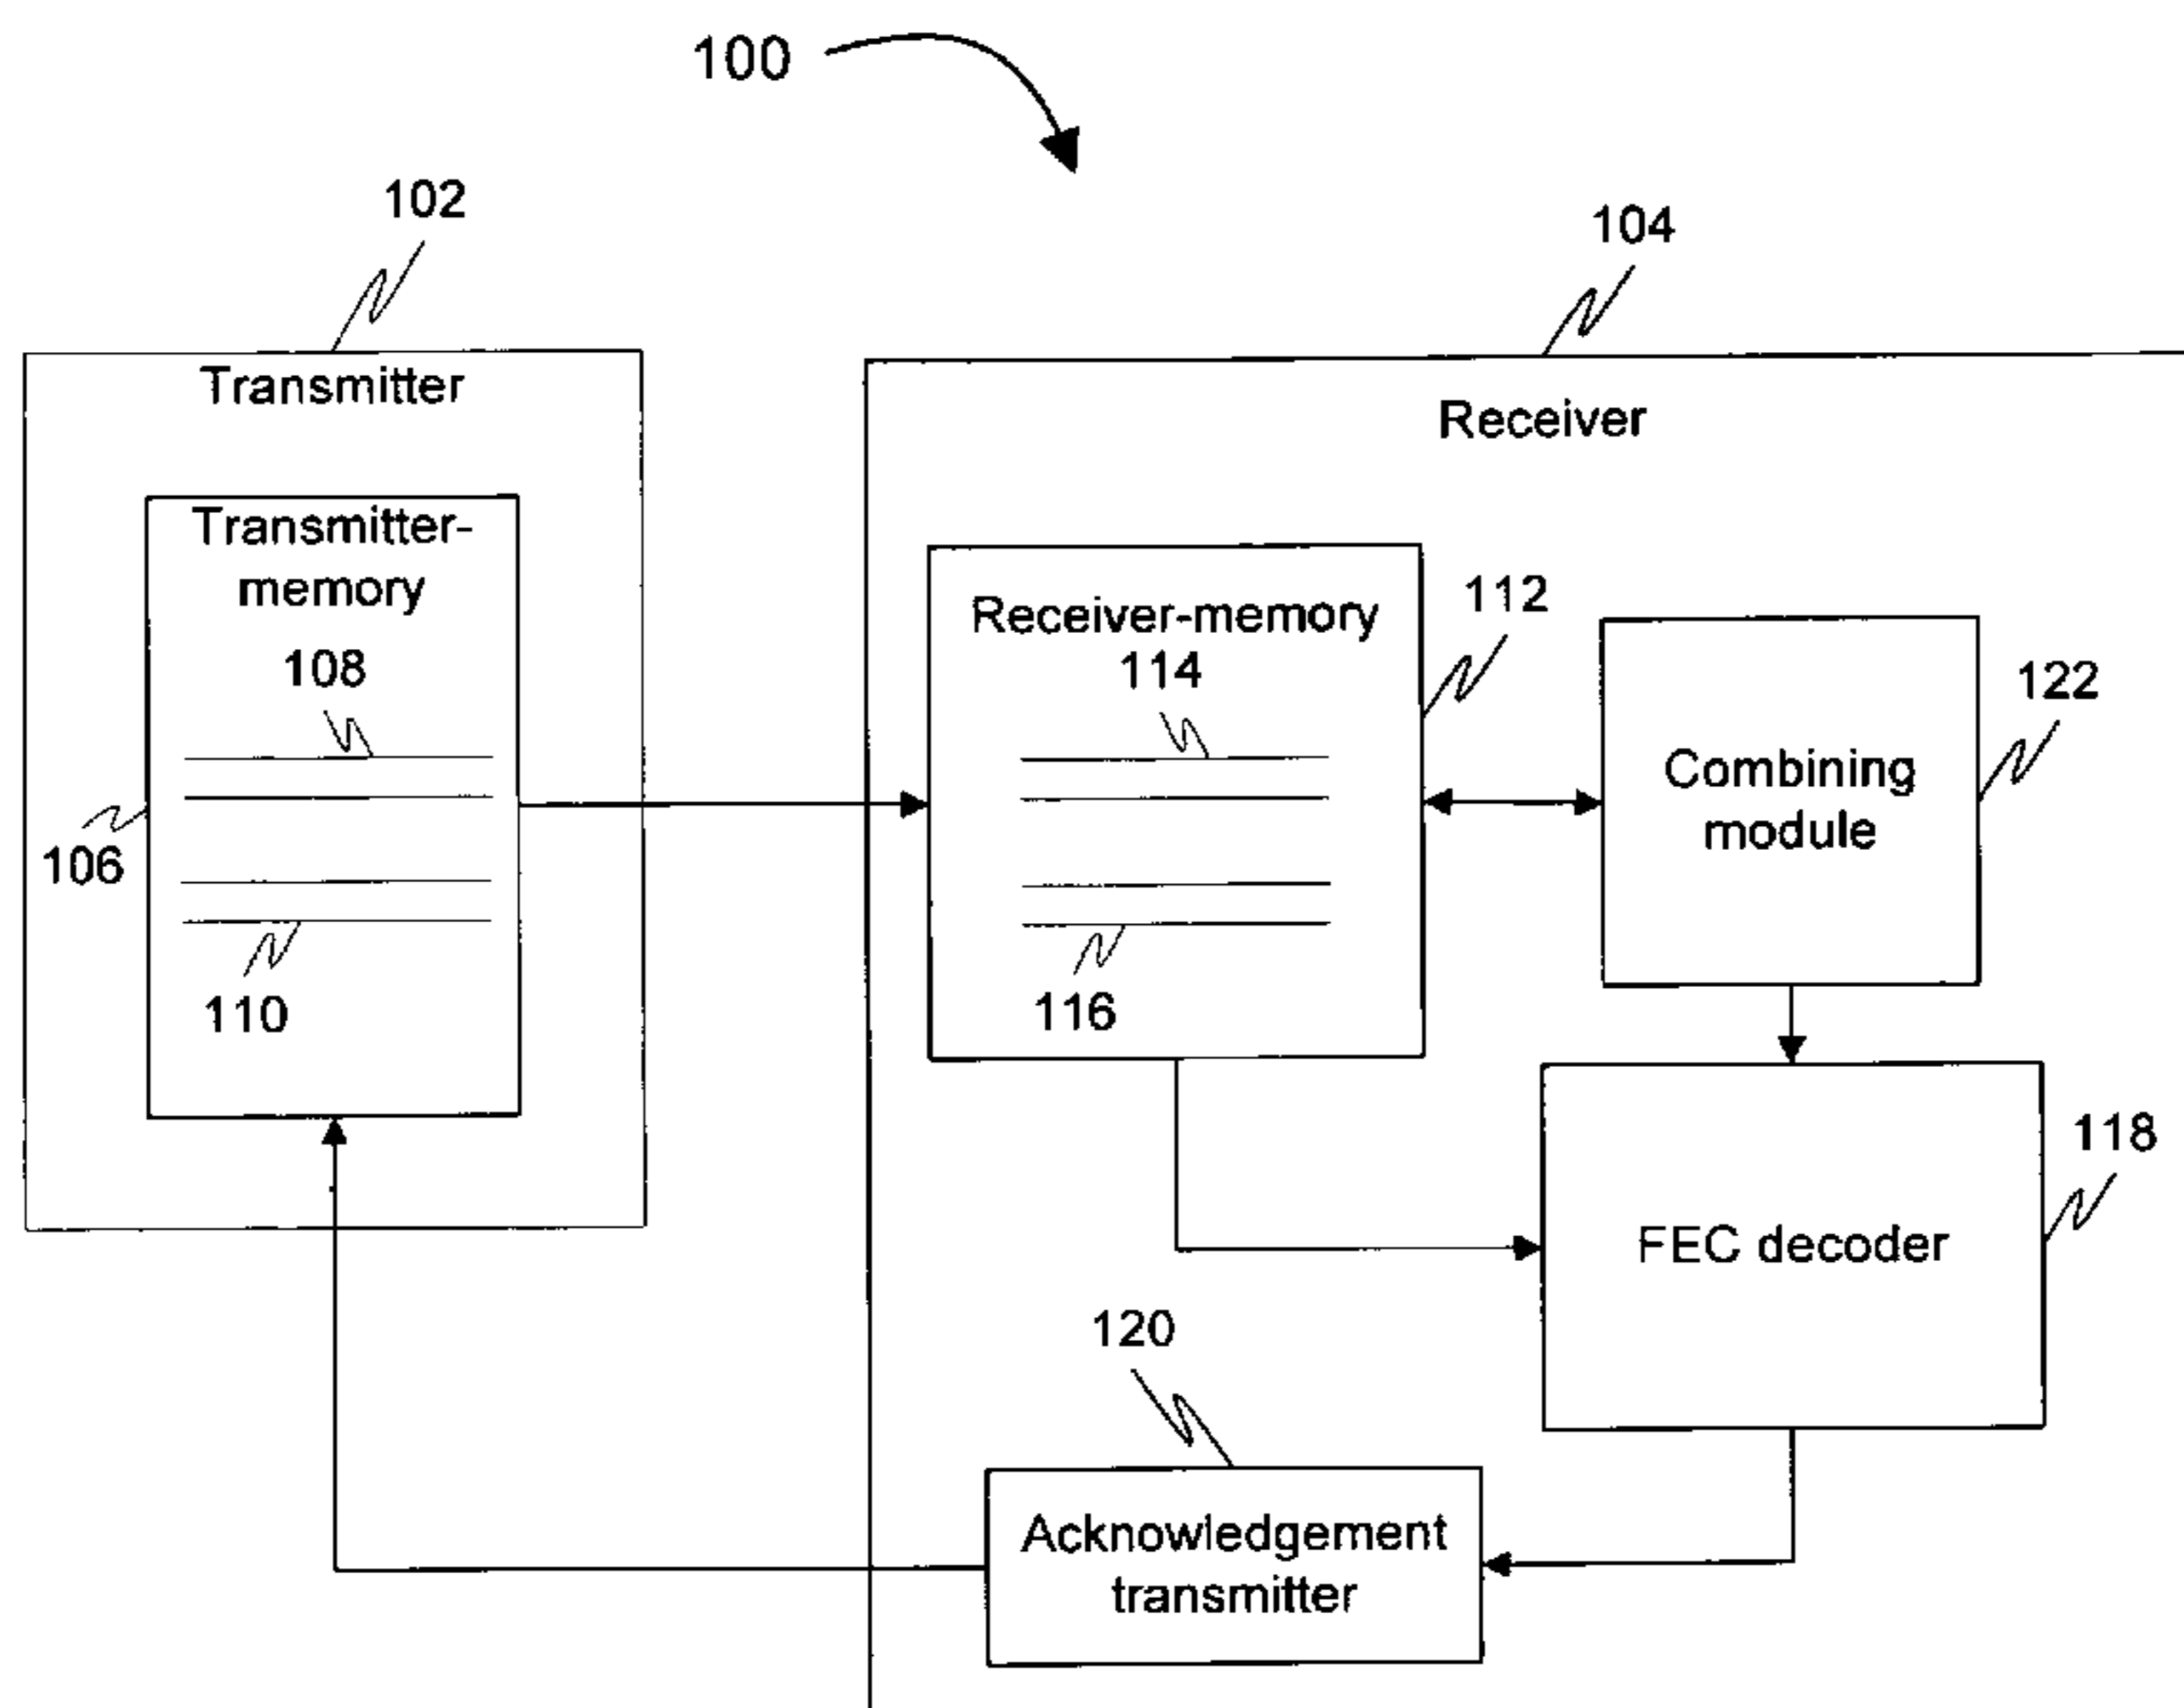 100
102
104
Transmitter
Receiver
Transmitter-
memory
108
106
110
Receiver-memory
114
116
112
Combining
module
122
118
FEC decoder
120
Acknowledgement
transmitter